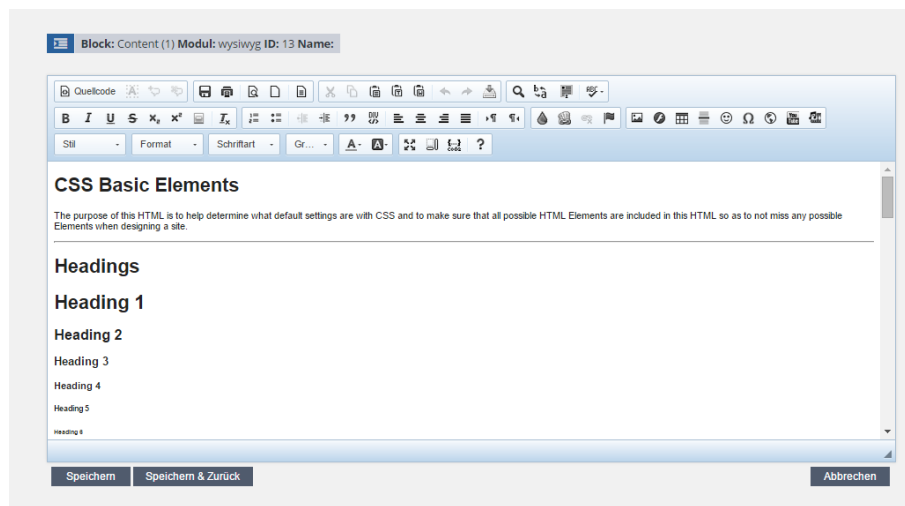 Block: Content (1) Modul: wysiwyg ID: 13 Name:
Quellcode
Stil Format Schriftart Gr...
CSS Basic Elements
The purpose of this HTML is to help determine what default settings are with CSS and to make sure that all possible HTML Elements are included in this HTML so as to not miss any possible
Elements when designing a site.
Headings
Heading 1
Heading 2
Heading 3
Heading 4
Heading 5
Heading 6
Speichern Speichern & Zurück Abbrechen